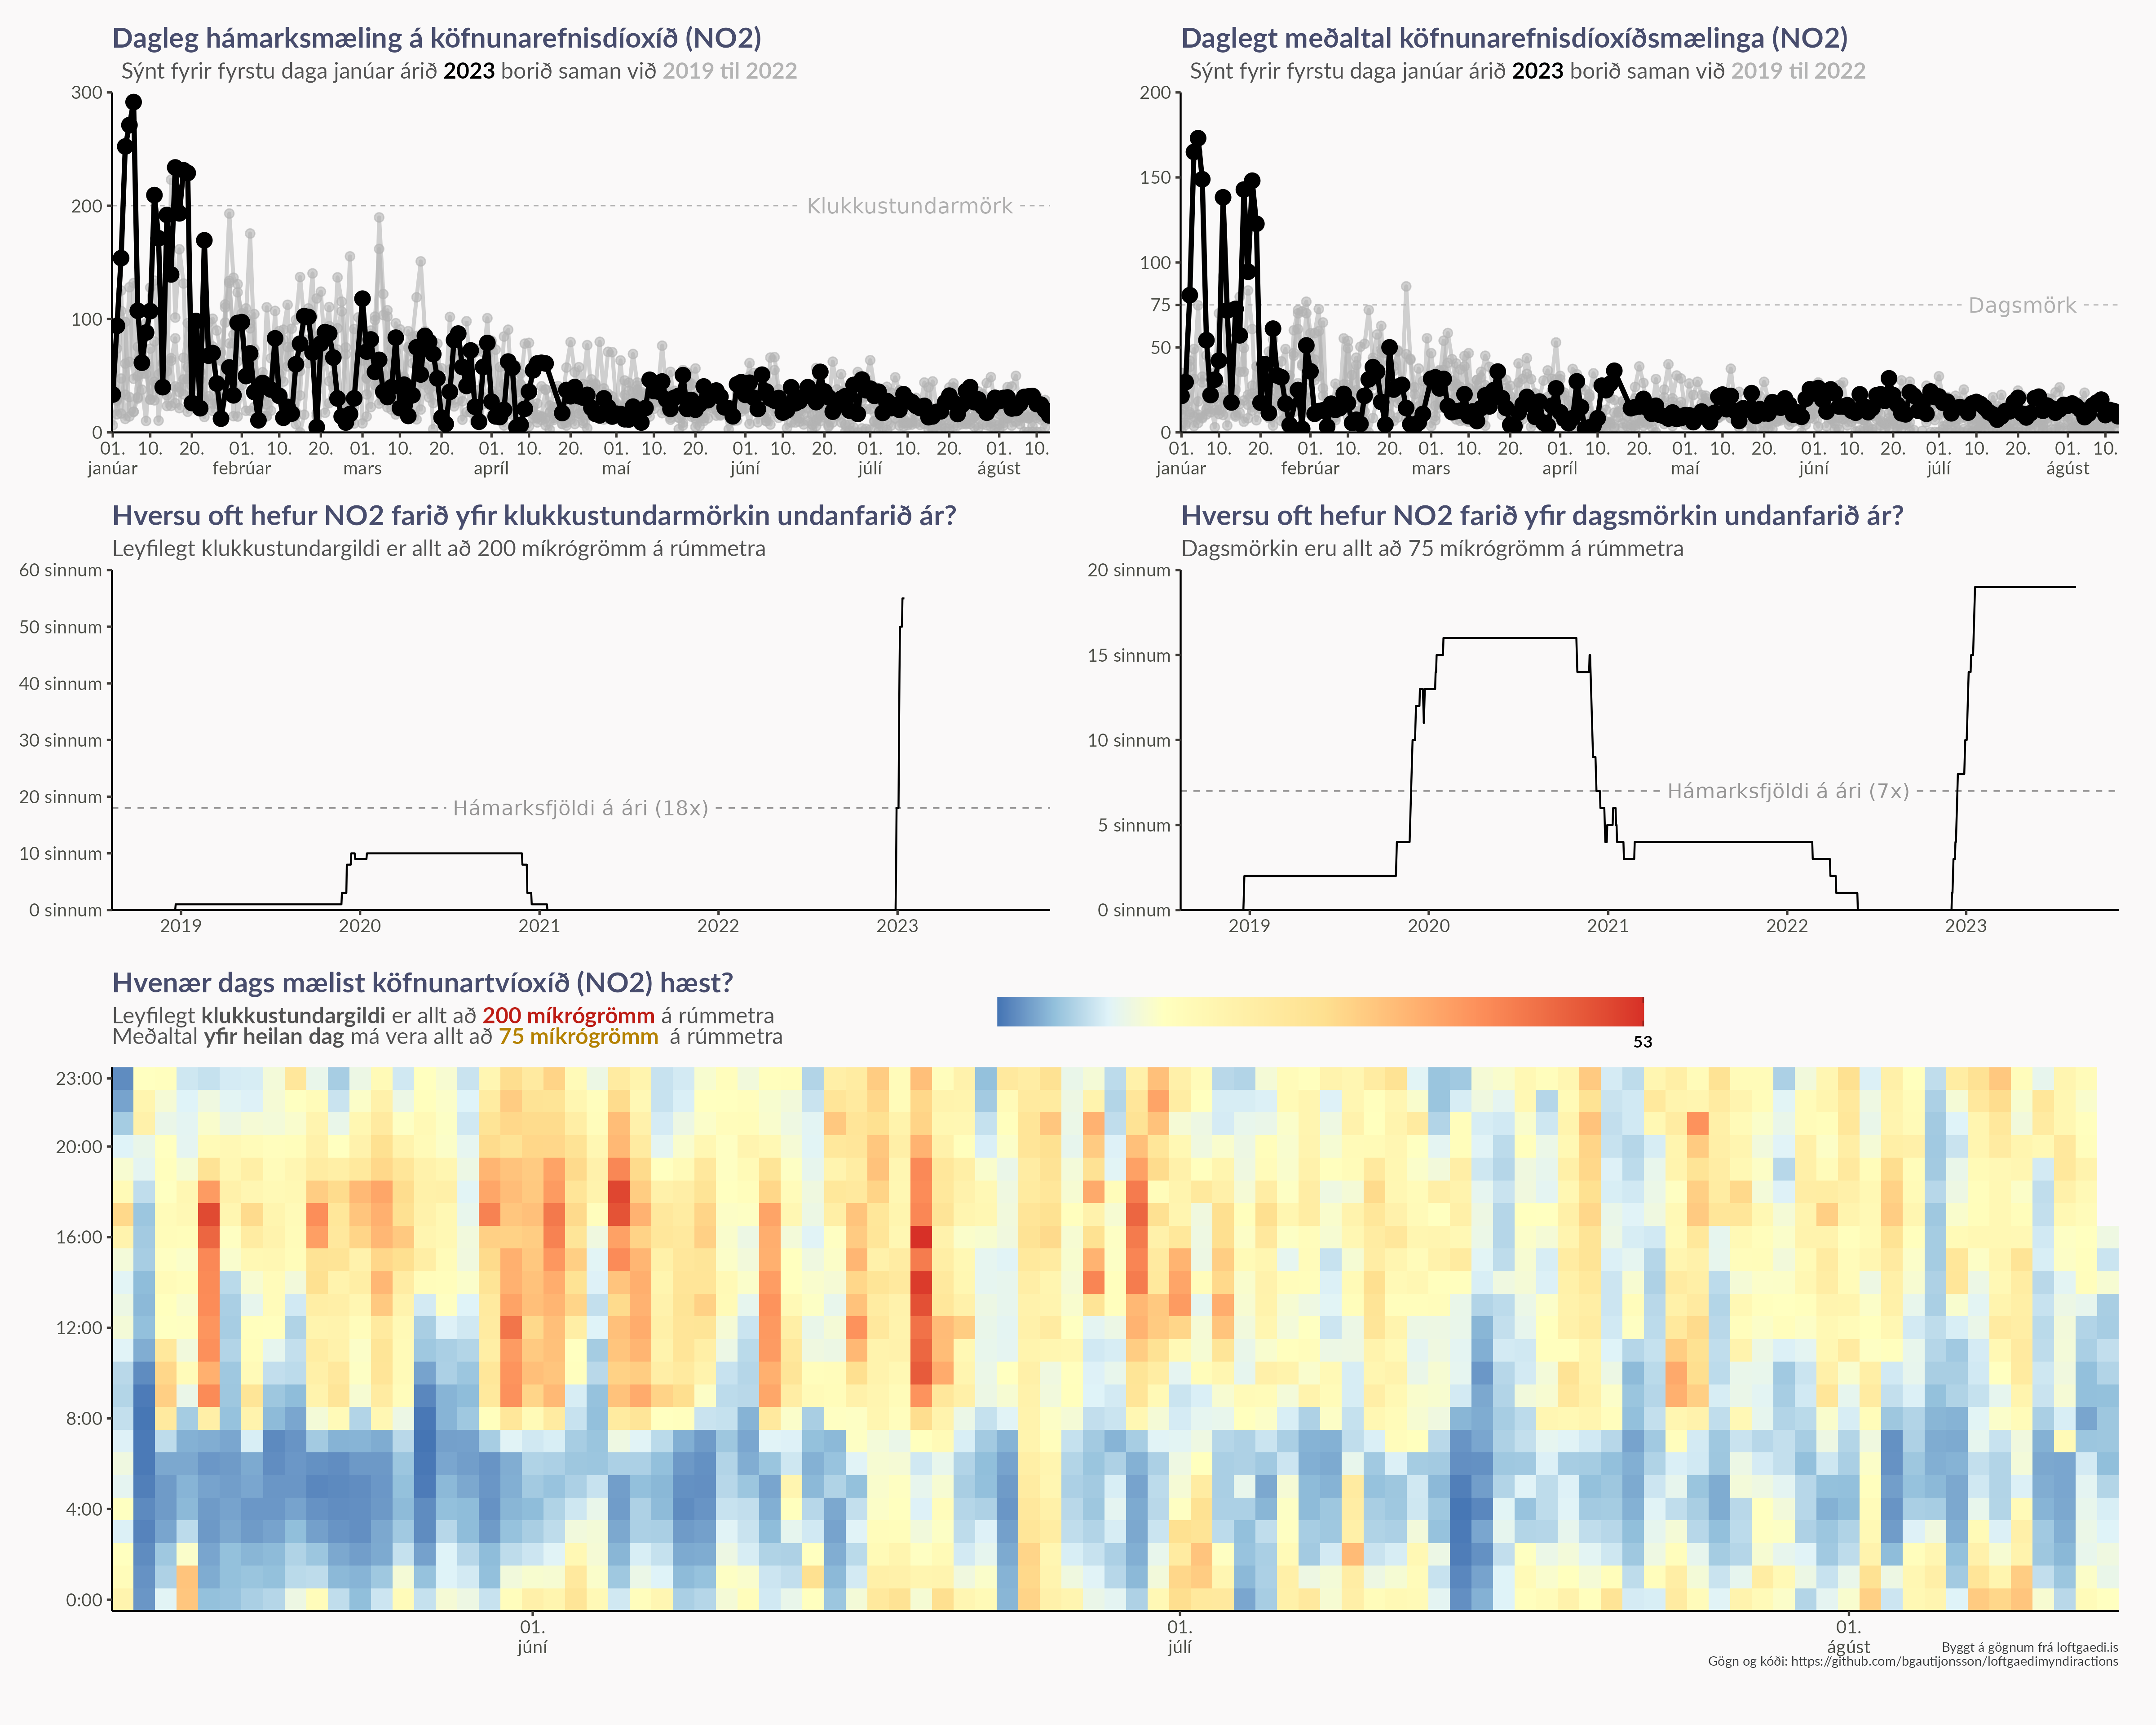 Dagleg hámarksmæling á köfnunarefnisdíoxíð (NO2)
Sýnt fyrir fyrstu daga janúar árið 2023 borið saman við 2019 til 2022
300
200
100
0
Klukkustundarmörk
01. 10. 20. 01. 10. 20. 01. 10. 20. 01. 10. 20. 01. 10. 20. 01. 10. 20. 01. 10. 20. 01. 10.
janúar febrúar mars apríl maí júní júlí ágúst
Daglegt meðaltal köfnunarefnisdíoxíðsmælinga (NO2)
Sýnt fyrir fyrstu daga janúar árið 2023 borið saman við 2019 til 2022
200
150
100
75
50
0
Dagsmörk
01. 10. 20. 01. 10. 20. 01. 10. 20. 01. 10. 20. 01. 10. 20. 01. 10. 20. 01. 10. 20. 01. 10.
janúar febrúar mars apríl maí júní júlí ágúst
Hversu oft hefur NO2 farið yfir klukkustundarmörkin undanfarið ár?
Leyfilegt klukkustundargildi er allt að 200 míkrógrömm á rúmmetra
60 sinnum
50 sinnum
40 sinnum
30 sinnum
20 sinnum
10 sinnum
0 sinnum
Hámarksfjöldi á ári (18x)
2019 2020 2021 2022 2023
Hversu oft hefur NO2 farið yfir dagsmörkin undanfarið ár?
Dagsmörkin eru allt að 75 míkrógrömm á rúmmetra
20 sinnum
15 sinnum
10 sinnum
5 sinnum
0 sinnum
Hámarksfjöldi á ári (7x)
2019 2020 2021 2022 2023
Hvenær dags mælist köfnunartvíoxíð (NO2) hæst?
Leyfilegt klukkustundargildi er allt að 200 míkrógrömm á rúmmetra
Meðaltal yfir heilan dag má vera allt að 75 míkrógrömm á rúmmetra
53
23:00
20:00
16:00
12:00
8:00
4:00
0:00
01. 01. 01.
júní júlí ágúst
Byggt á gögnum frá loftgaedi.is
Gögn og kóði: https://github.com/bgautijonsson/loftgaedimyndiractions